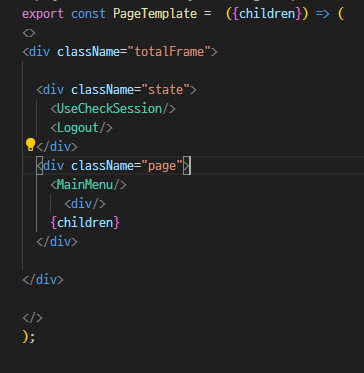 export const PageTemplate = ({children}) => (
<>
<div className="totalFrame">
<div className="state">
<UseCheckSession/>
<Logout/>
</div>
<div className="page">
<MainMenu/>
<div/>
{children}
</div>
</div>
</>
);